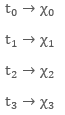 t₀ → χ₀
t₁ → χ₁
t₂ → χ₂
t₃ → χ₃